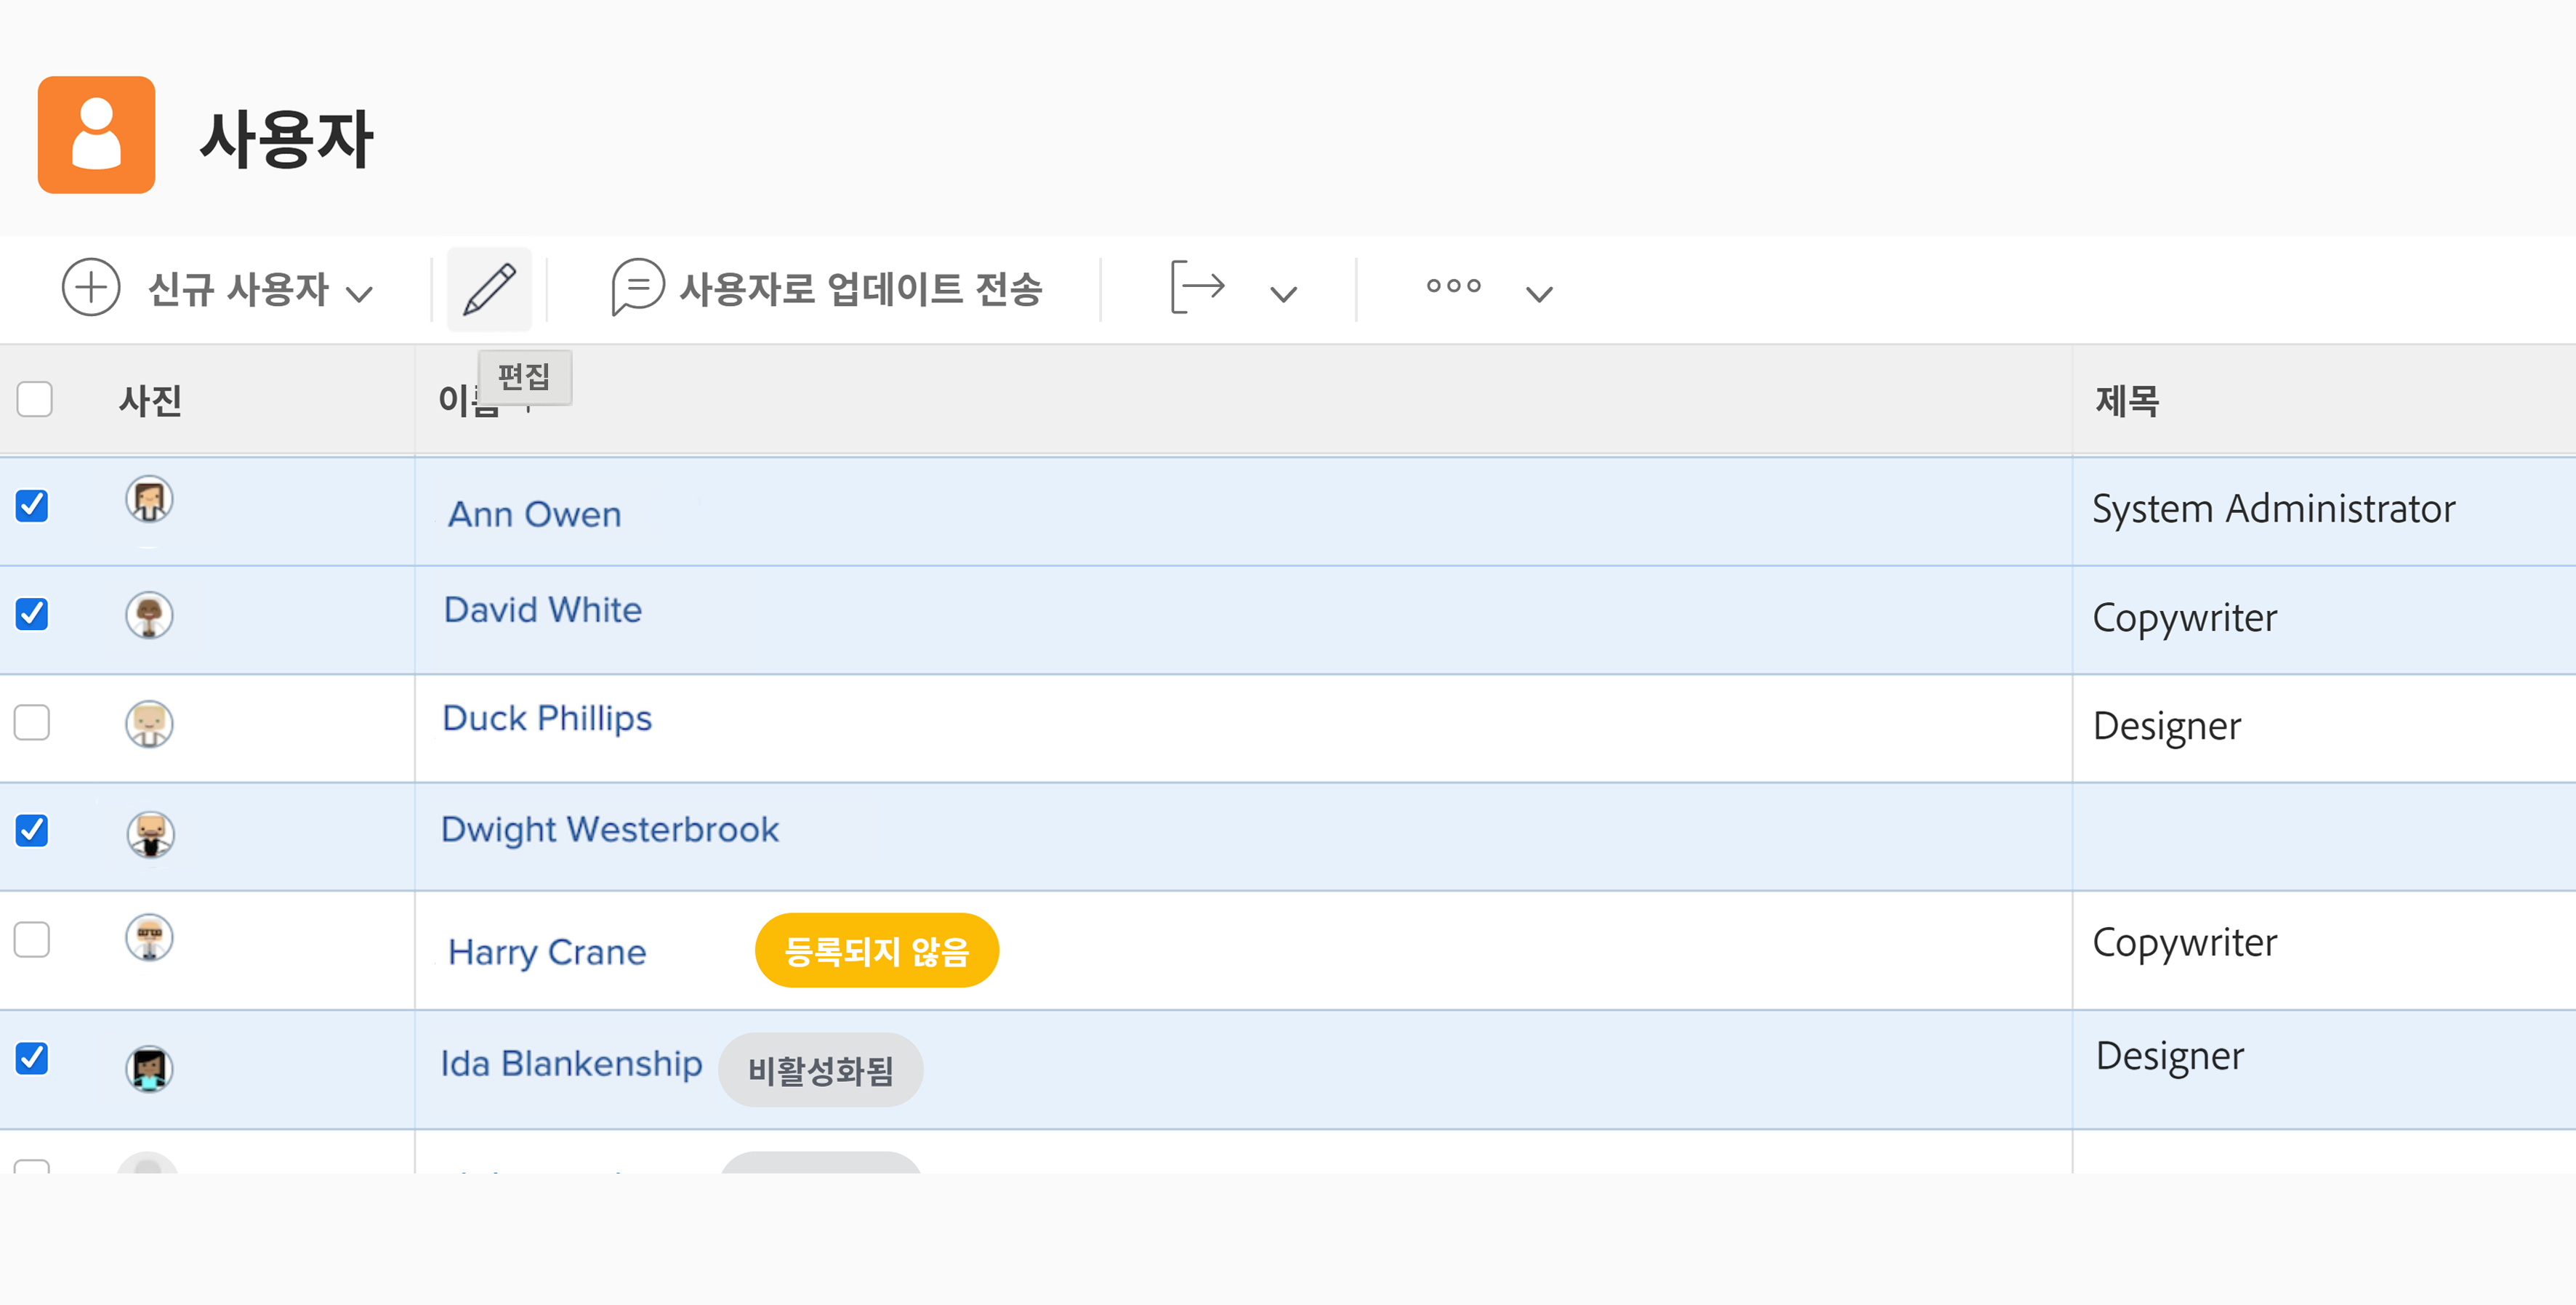 사용자
신규 사용자 사용자로 업데이트 전송
편집
사진 이름 제목
Ann Owen System Administrator
David White Copywriter
Duck Phillips Designer
Dwight Westerbrook
Harry Crane 등록되지 않음 Copywriter
Ida Blankenship 비활성화됨 Designer